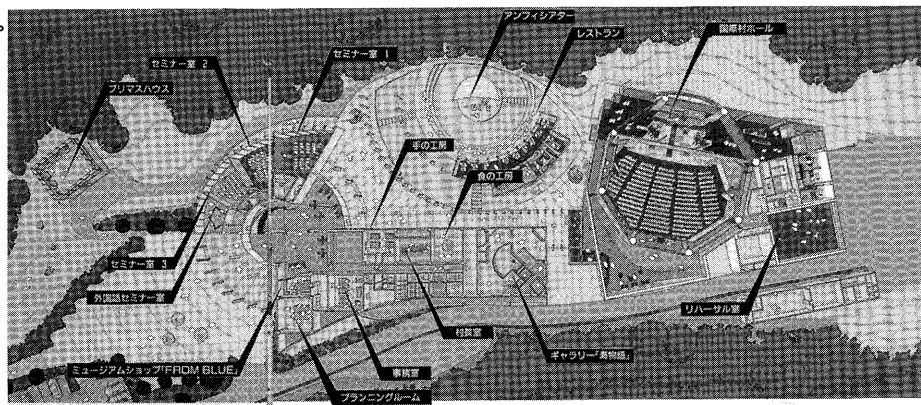 アンフィシアター
国際村ホール
レストラン
セミナー室 1
セミナー室 2
プリマスハウス
手の工房
食の工房
セミナー室 3
外国語セミナー室
リハーサル室
村長室
ギャラリー「海物語」
ミュージアムショップ「FROM BLUE」
事務室
プランニングルーム